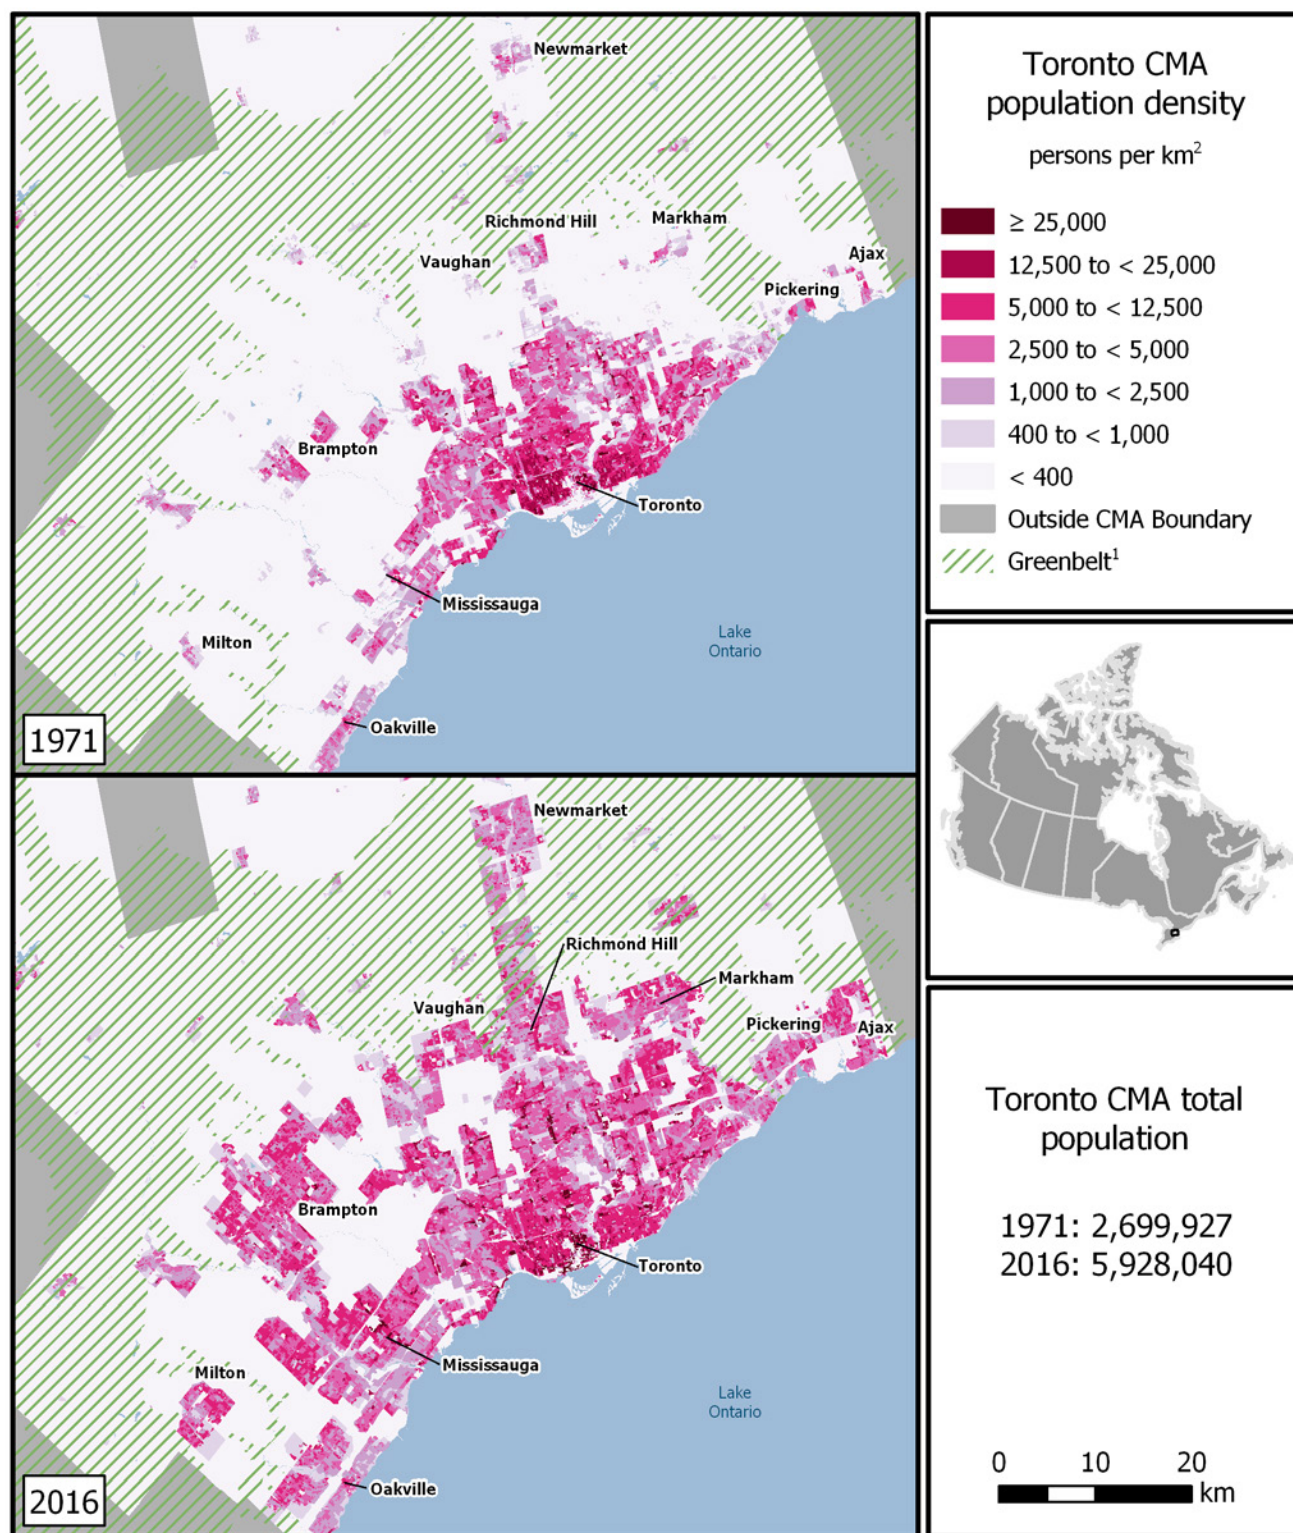 Newmarket
Richmond Hill
Markham
Vaughan
Ajax
Pickering
Brampton
Toronto
Mississauga
Milton
Lake
Ontario
Oakville
1971
Newmarket
Richmond Hill
Markham
Vaughan
Pickering
Ajax
Brampton
Toronto
Mississauga
Milton
Lake
Ontario
Oakville
2016
Toronto CMA
population density
persons per km²
≥ 25,000
12,500 to < 25,000
5,000 to < 12,500
2,500 to < 5,000
1,000 to < 2,500
400 to < 1,000
< 400
Outside CMA Boundary
Greenbelt¹
Toronto CMA total
population
1971: 2,699,927
2016: 5,928,040
0 10 20
km